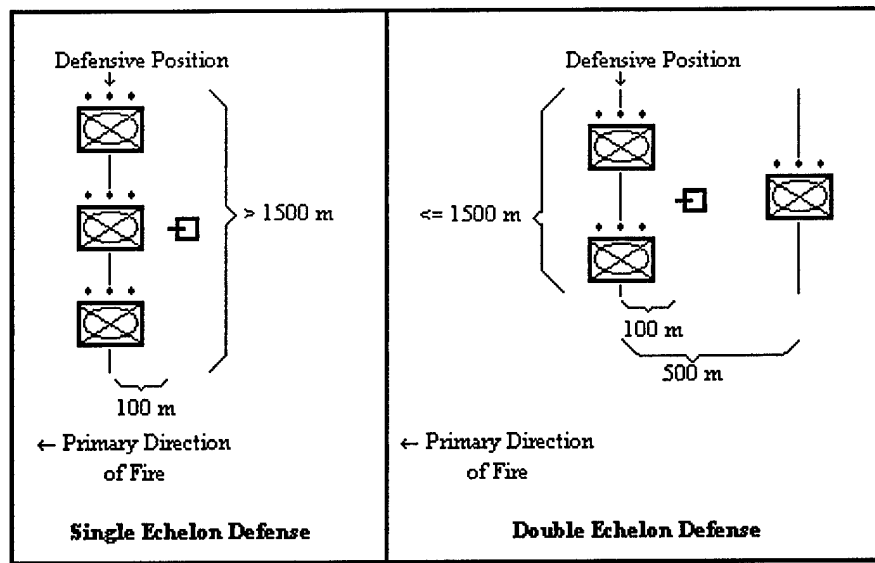 Defensive Position
> 1500 m
100 m
← Primary Direction
of Fire
Single Echelon Defense
Defensive Position
<= 1500 m
100 m
500 m
← Primary Direction
of Fire
Double Echelon Defense